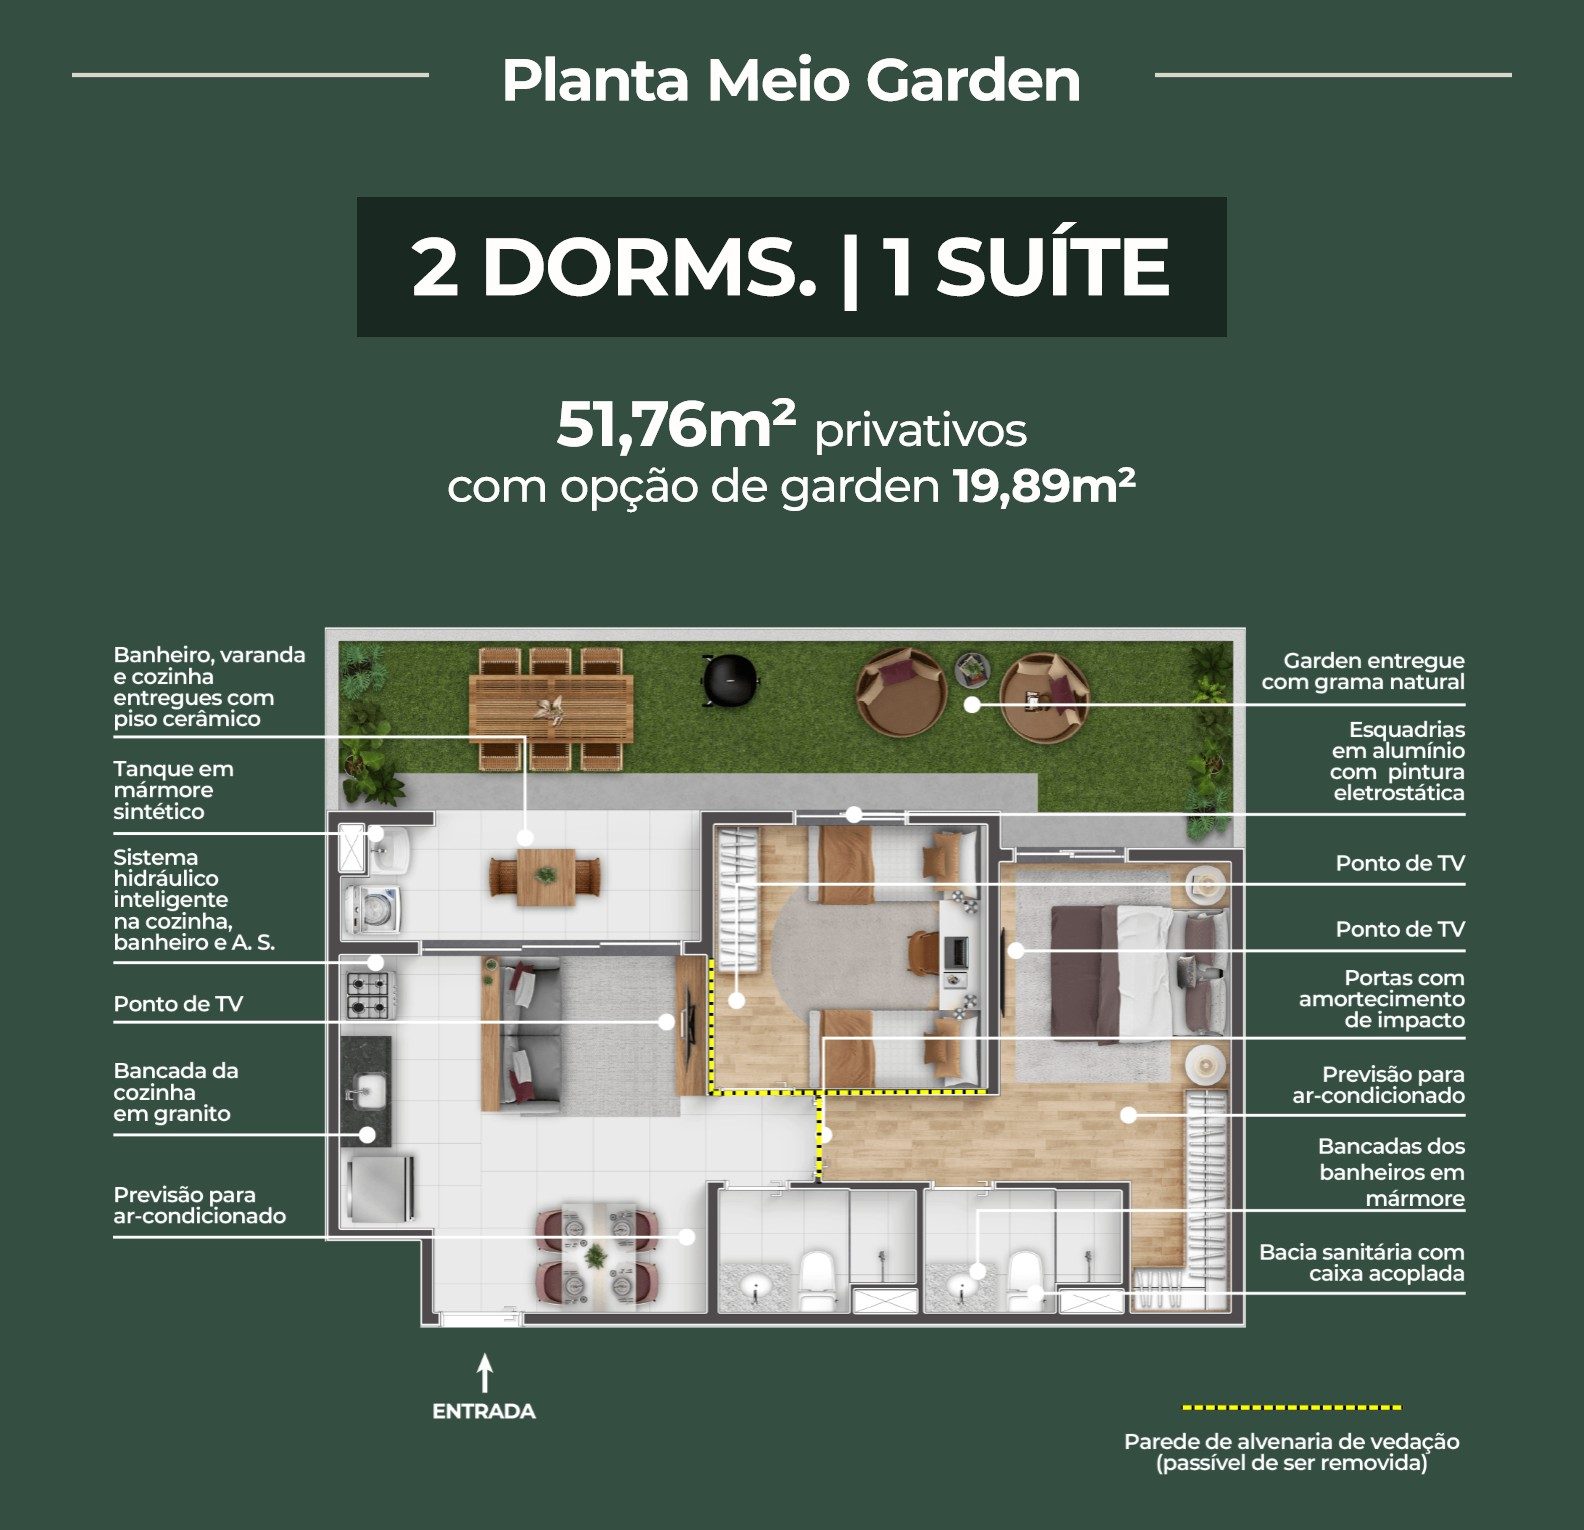 Planta Meio Garden
2 DORMS. | 1 SUÍTE
51,76m² privativos
com opção de garden 19,89m²
Banheiro, varanda
e cozinha
entregues com
piso cerâmico
Tanque em
mármore
sintético
Sistema
hidráulico
inteligente
na cozinha,
banheiro e A. S.
Ponto de TV
Bancada da
cozinha
em granito
Previsão para
ar-condicionado
Garden entregue
com grama natural
Esquadrias
em alumínio
com pintura
eletrostática
Ponto de TV
Ponto de TV
Portas com
amortecimento
de impacto
Previsão para
ar-condicionado
Bancadas dos
banheiros em
mármore
Bacia sanitária com
caixa acoplada
ENTRADA
Parede de alvenaria de vedação
(passível de ser removida)